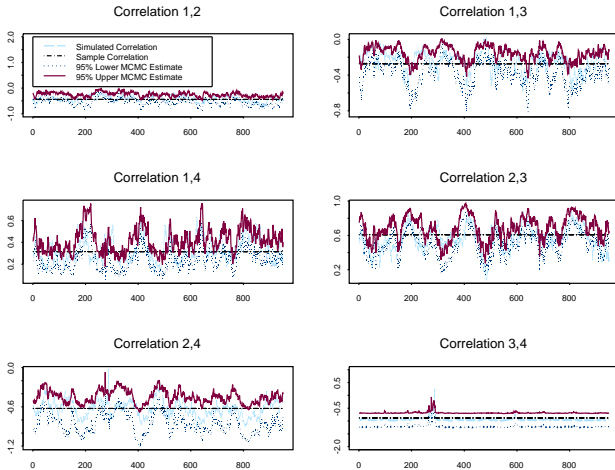 Correlation 1,2
2.0
1.0
0.0
-1.0
Simulated Correlation
Sample Correlation
95% Lower MCMC Estimate
95% Upper MCMC Estimate
0 200 400 600 800
Correlation 1,3
0.0
-0.4
-0.8
0 200 400 600 800
Correlation 1,4
0.6
0.4
0.2
0 200 400 600 800
Correlation 2,3
1.0
0.6
0.2
0 200 400 600 800
Correlation 2,4
0.0
-0.6
-1.2
0 200 400 600 800
Correlation 3,4
0.5
-0.5
-2.0
0 200 400 600 800